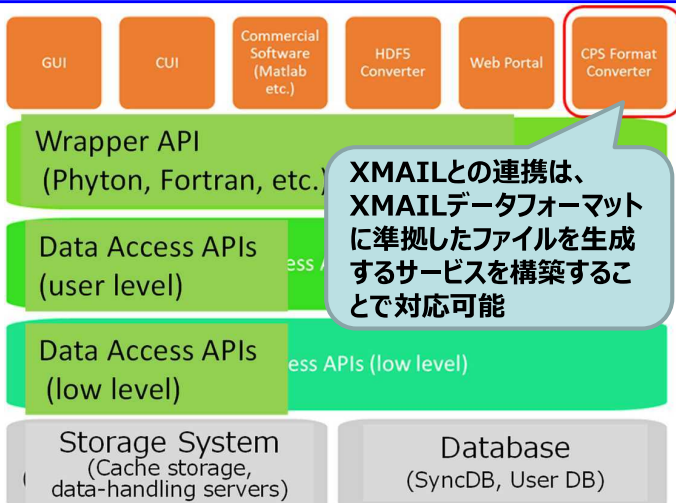 GUI
CUI
Commercial
Software
(Matlab
etc.)
HDF5
Converter
Web Portal
CPS Format
Converter
Wrapper API
(Phyton, Fortran, etc.)
XMAILとの連携は、
XMAILデータフォーマット
に準拠したファイルを生成
するサービスを構築するこ
とで対応可能
Data Access APIs
(user level)
Data Access APIs
(low level)
ess APIs (low level)
Storage System
(Cache storage,
data-handling servers)
Database
(SyncDB, User DB)